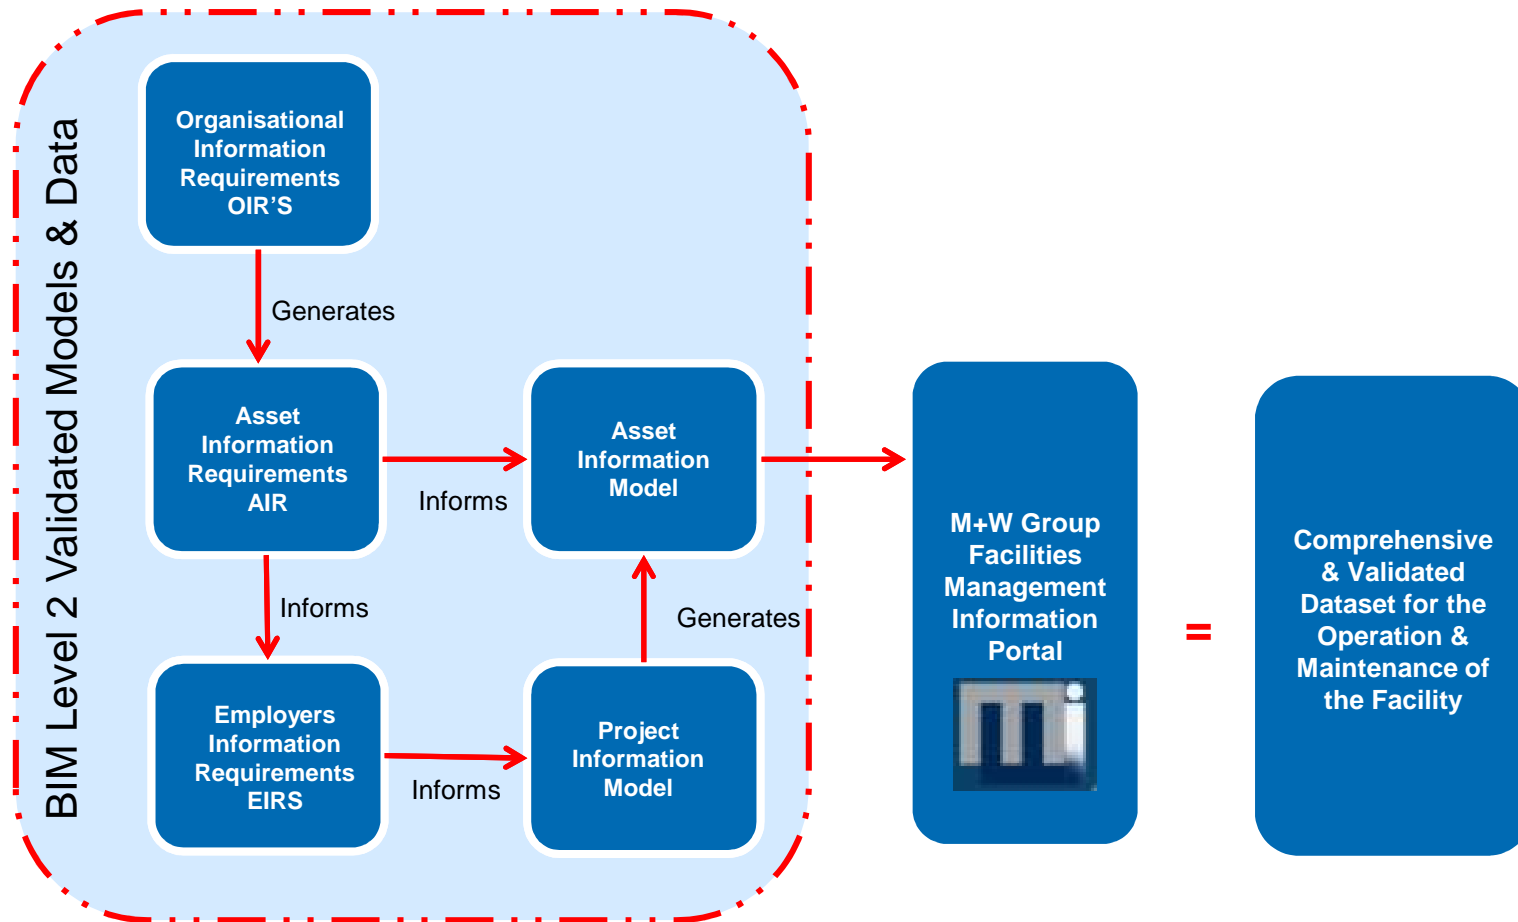 BIM Level 2 Validated Models & Data
Organisational
Information
Requirements
OIR’S
Generates
Asset
Information
Requirements
AIR
Informs
Asset
Information
Model
Informs
Generates
Employers
Information
Requirements
EIRS
Informs
Project
Information
Model
M+W Group
Facilities
Management
Information
Portal
mi
=
Comprehensive
& Validated
Dataset for the
Operation &
Maintenance of
the Facility